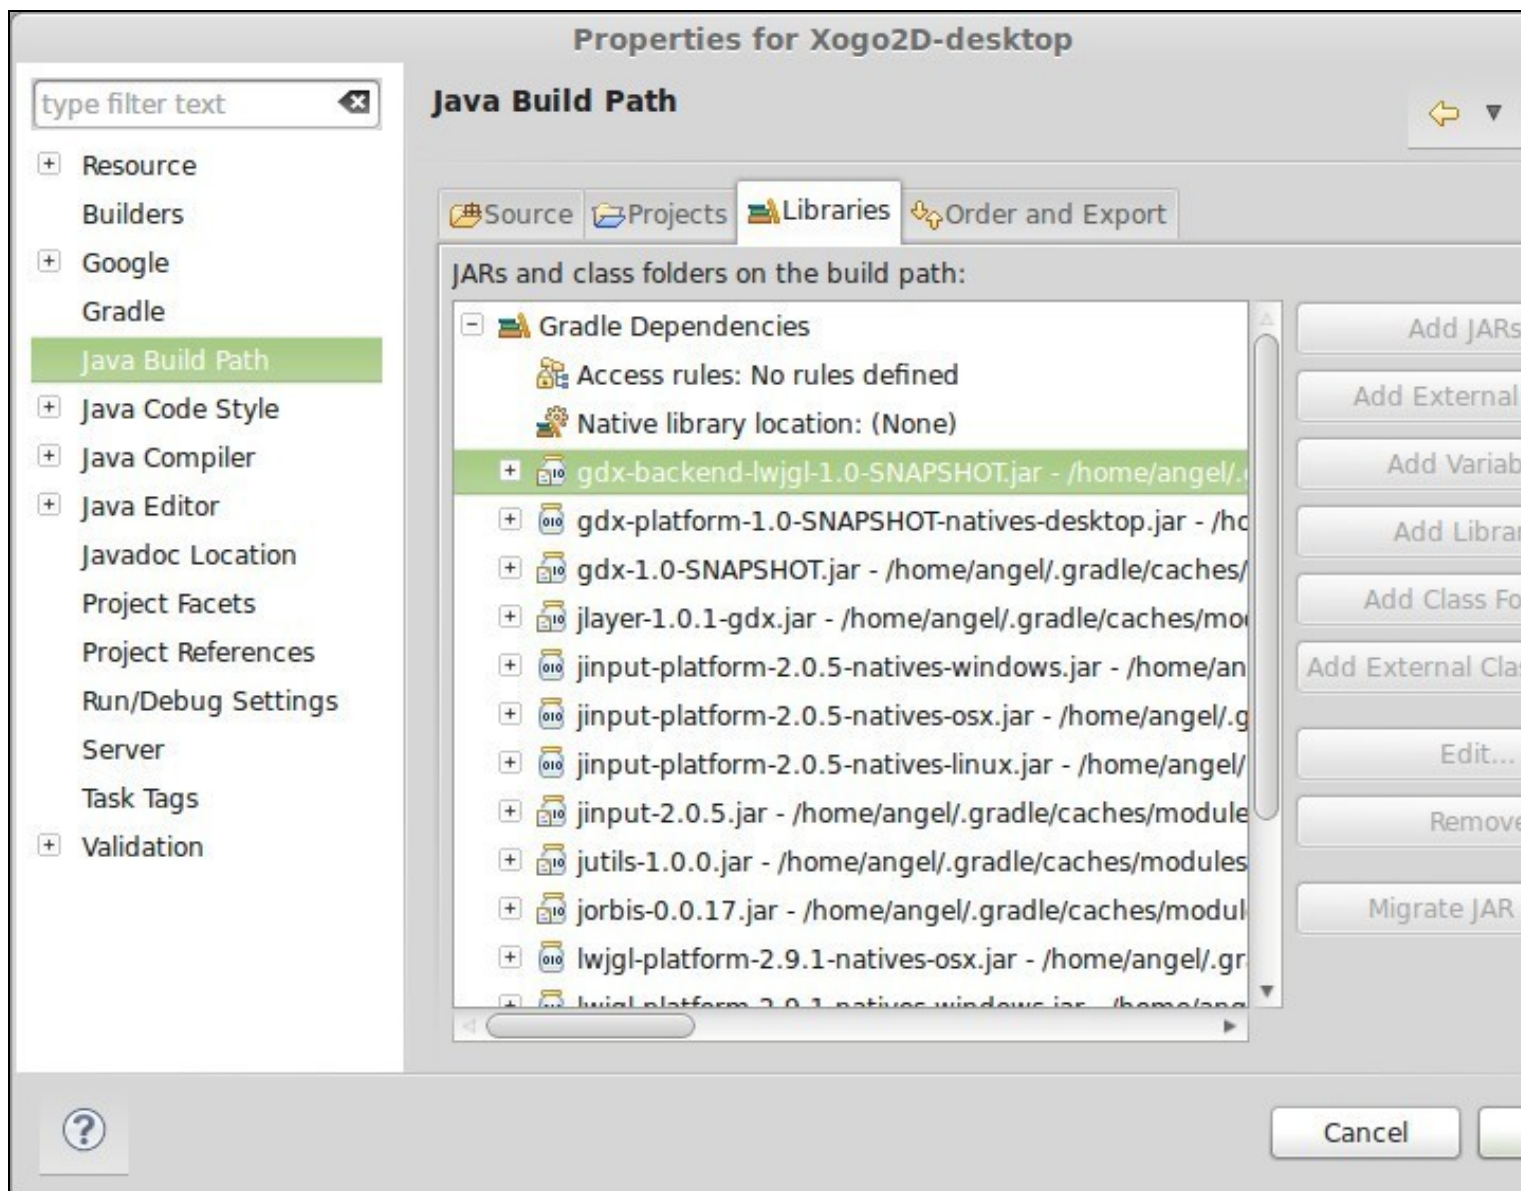 Properties for Xogo2D-desktop
type filter text
Resource
Builders
Google
Gradle
Java Build Path
Java Code Style
Java Compiler
Java Editor
Javadoc Location
Project Facets
Project References
Run/Debug Settings
Server
Task Tags
Validation
Java Build Path
Source Projects Libraries Order and Export
JARs and class folders on the build path:
Gradle Dependencies
Access rules: No rules defined
Native library location: (None)
gdx-backend-lwjgl-1.0-SNAPSHOT.jar - /home/angel/.g
gdx-platform-1.0-SNAPSHOT-natives-desktop.jar - /ho
gdx-1.0-SNAPSHOT.jar - /home/angel/.gradle/caches/
jlayer-1.0.1-gdx.jar - /home/angel/.gradle/caches/mo
jinput-platform-2.0.5-natives-windows.jar - /home/an
jinput-platform-2.0.5-natives-osx.jar - /home/angel/.g
jinput-platform-2.0.5-natives-linux.jar - /home/angel/
jinput-2.0.5.jar - /home/angel/.gradle/caches/module
jutils-1.0.0.jar - /home/angel/.gradle/caches/modules
jorbis-0.0.17.jar - /home/angel/.gradle/caches/modul
lwjgl-platform-2.9.1-natives-osx.jar - /home/angel/.gr
lwjgl-platform-2.9.1-natives-windows.jar - /home/ang
Add JARs
Add External
Add Variab
Add Librar
Add Class Fo
Add External Clas
Edit...
Remove
Migrate JAR
Cancel